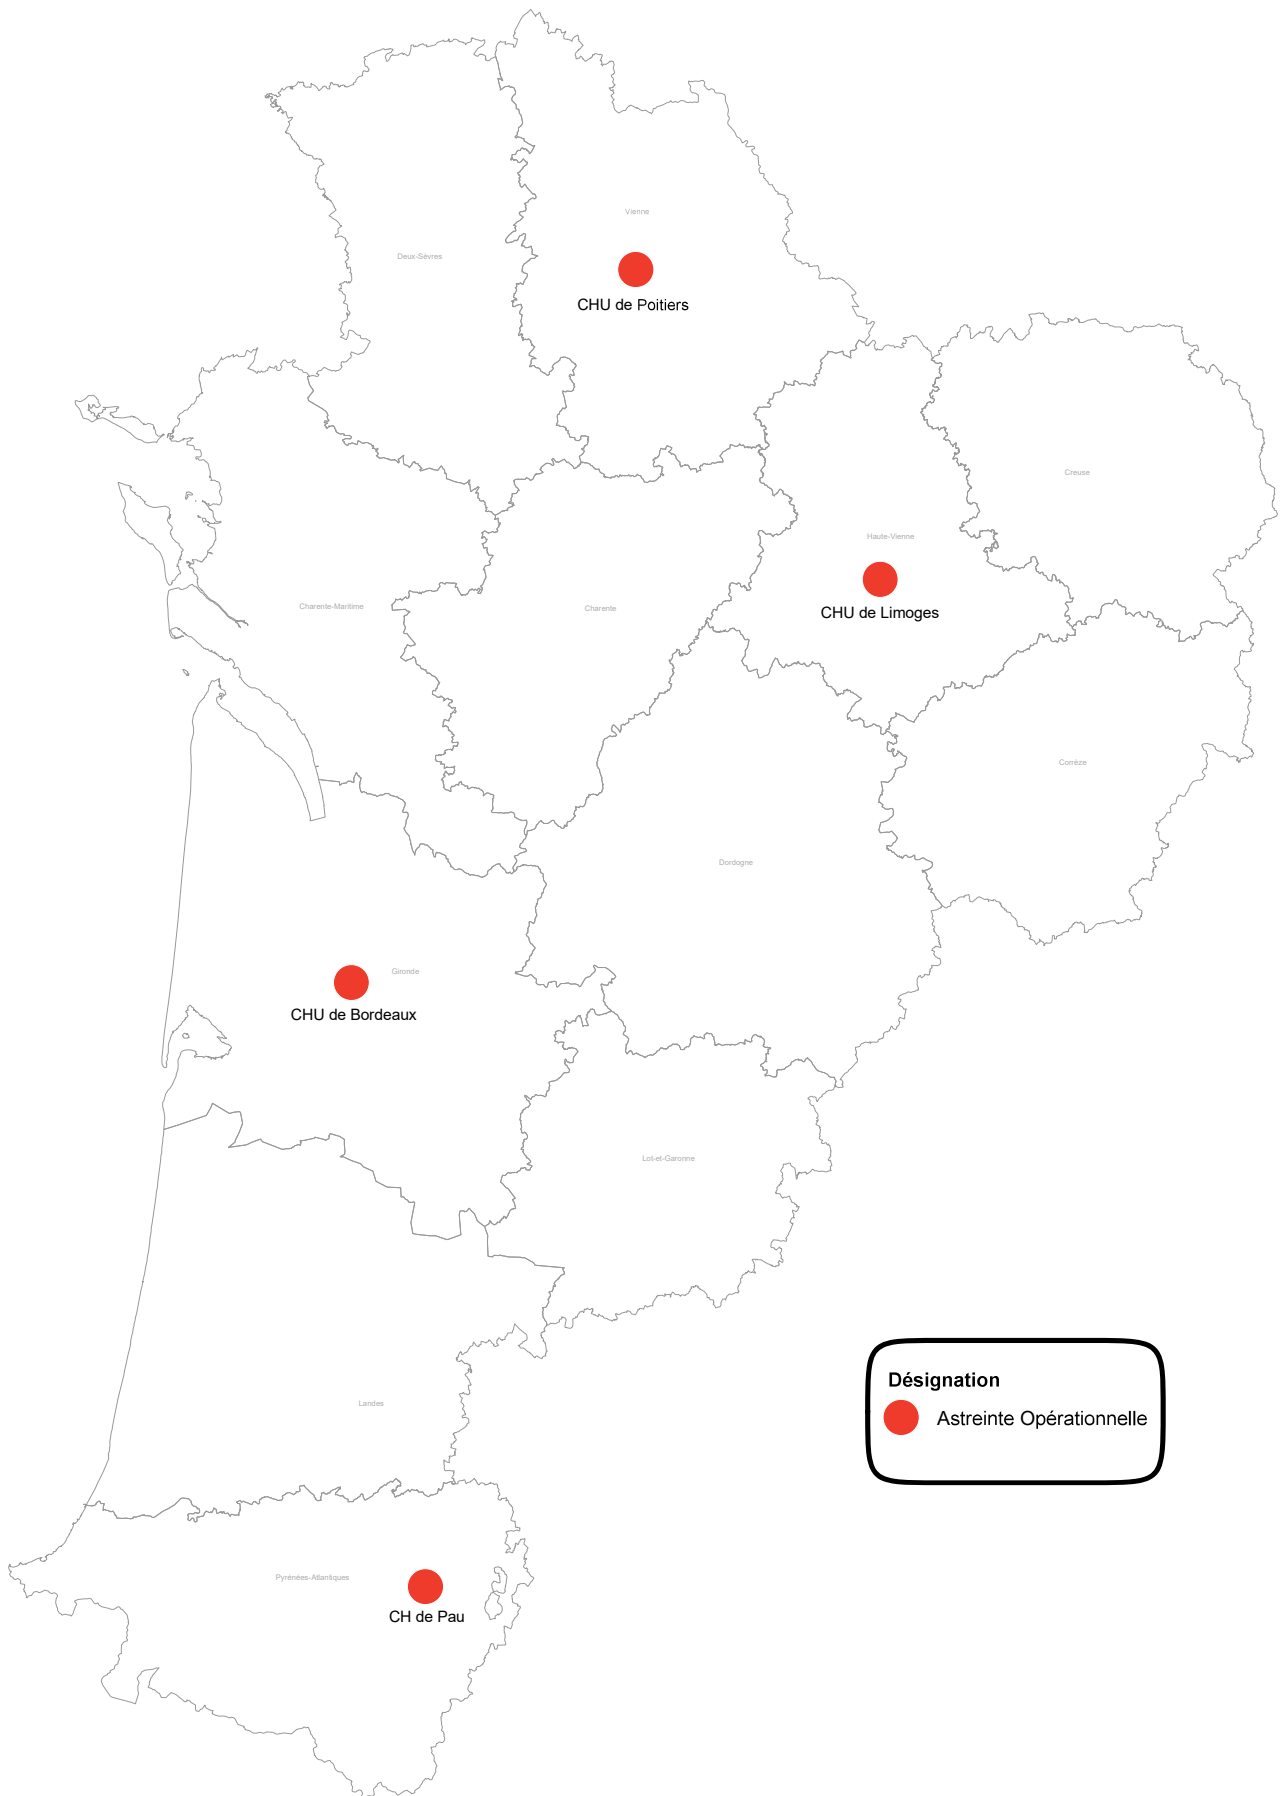 Vienne
Deux-Sèvres
CHU de Poitiers
Creuse
Haute-Vienne
CHU de Limoges
Charente-Maritime
Charente
Corrèze
Dordogne
Gironde
CHU de Bordeaux
Lot-et-Garonne
Landes
Désignation
Astreinte Opérationnelle
Pyrénées-Atlantiques
CH de Pau